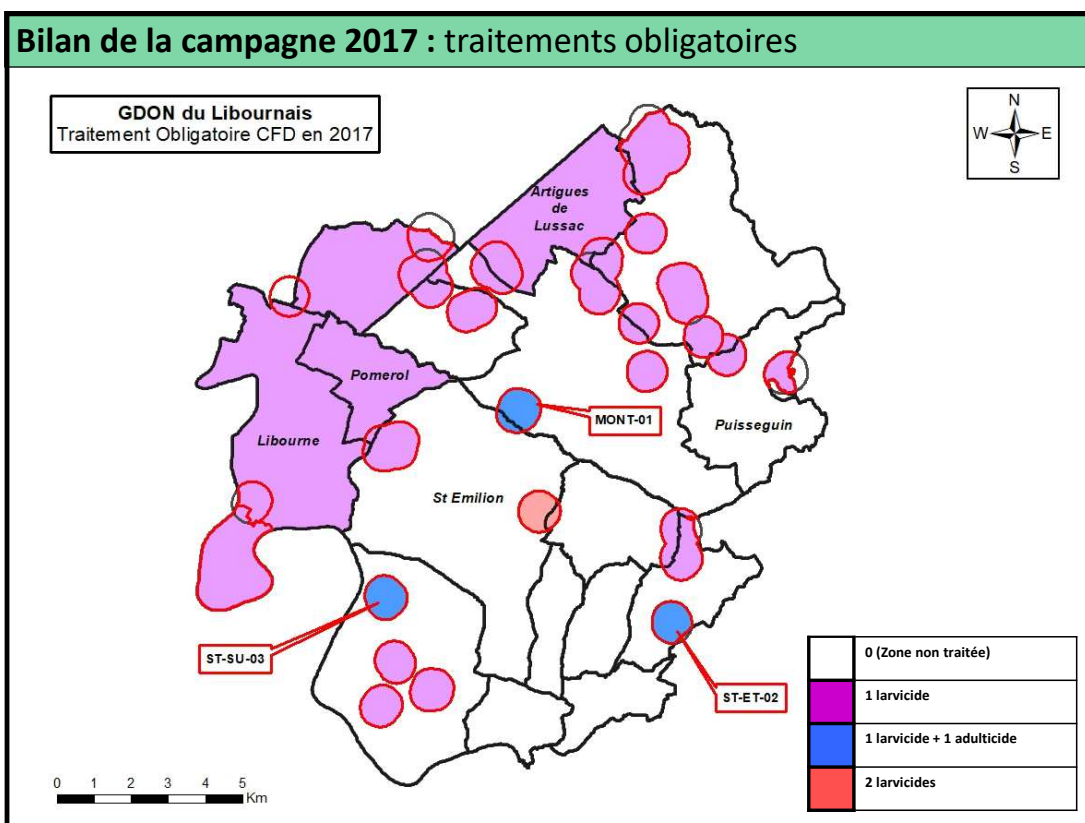 Bilan de la campagne 2017 : traitements obligatoires
GDON du Libournais
Traitement Obligatoire CFD en 2017
N
W E
S
Artigues
de
Lussac
Pomerol
MONT-01
Puisseguin
Libourne
St Emilion
ST-SU-03
ST-ET-02
0 (Zone non traitée)
1 larvicide
1 larvicide + 1 adulticide
2 larvicides
0 1 2 3 4 5
Km